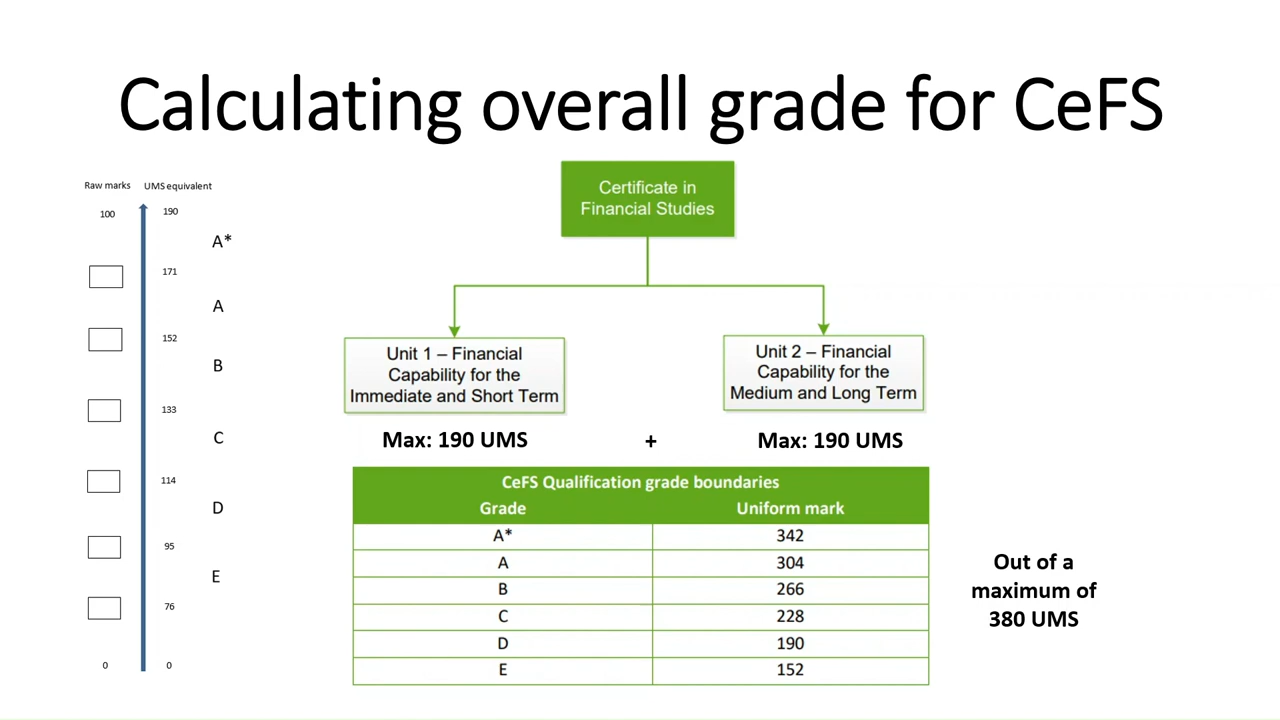 Calculating overall grade for CeFS
Raw marks UMS equivalent
100 190
A*
171
A
152
B
133
C
114
D
95
E
76
0 0
Certificate in
Financial Studies
Unit 1 – Financial
Capability for the
Immediate and Short Term
Unit 2 – Financial
Capability for the
Medium and Long Term
Max: 190 UMS + Max: 190 UMS
CeFS Qualification grade boundaries
Grade Uniform mark
A* 342
A 304
B 266
C 228
D 190
E 152
Out of a
maximum of
380 UMS